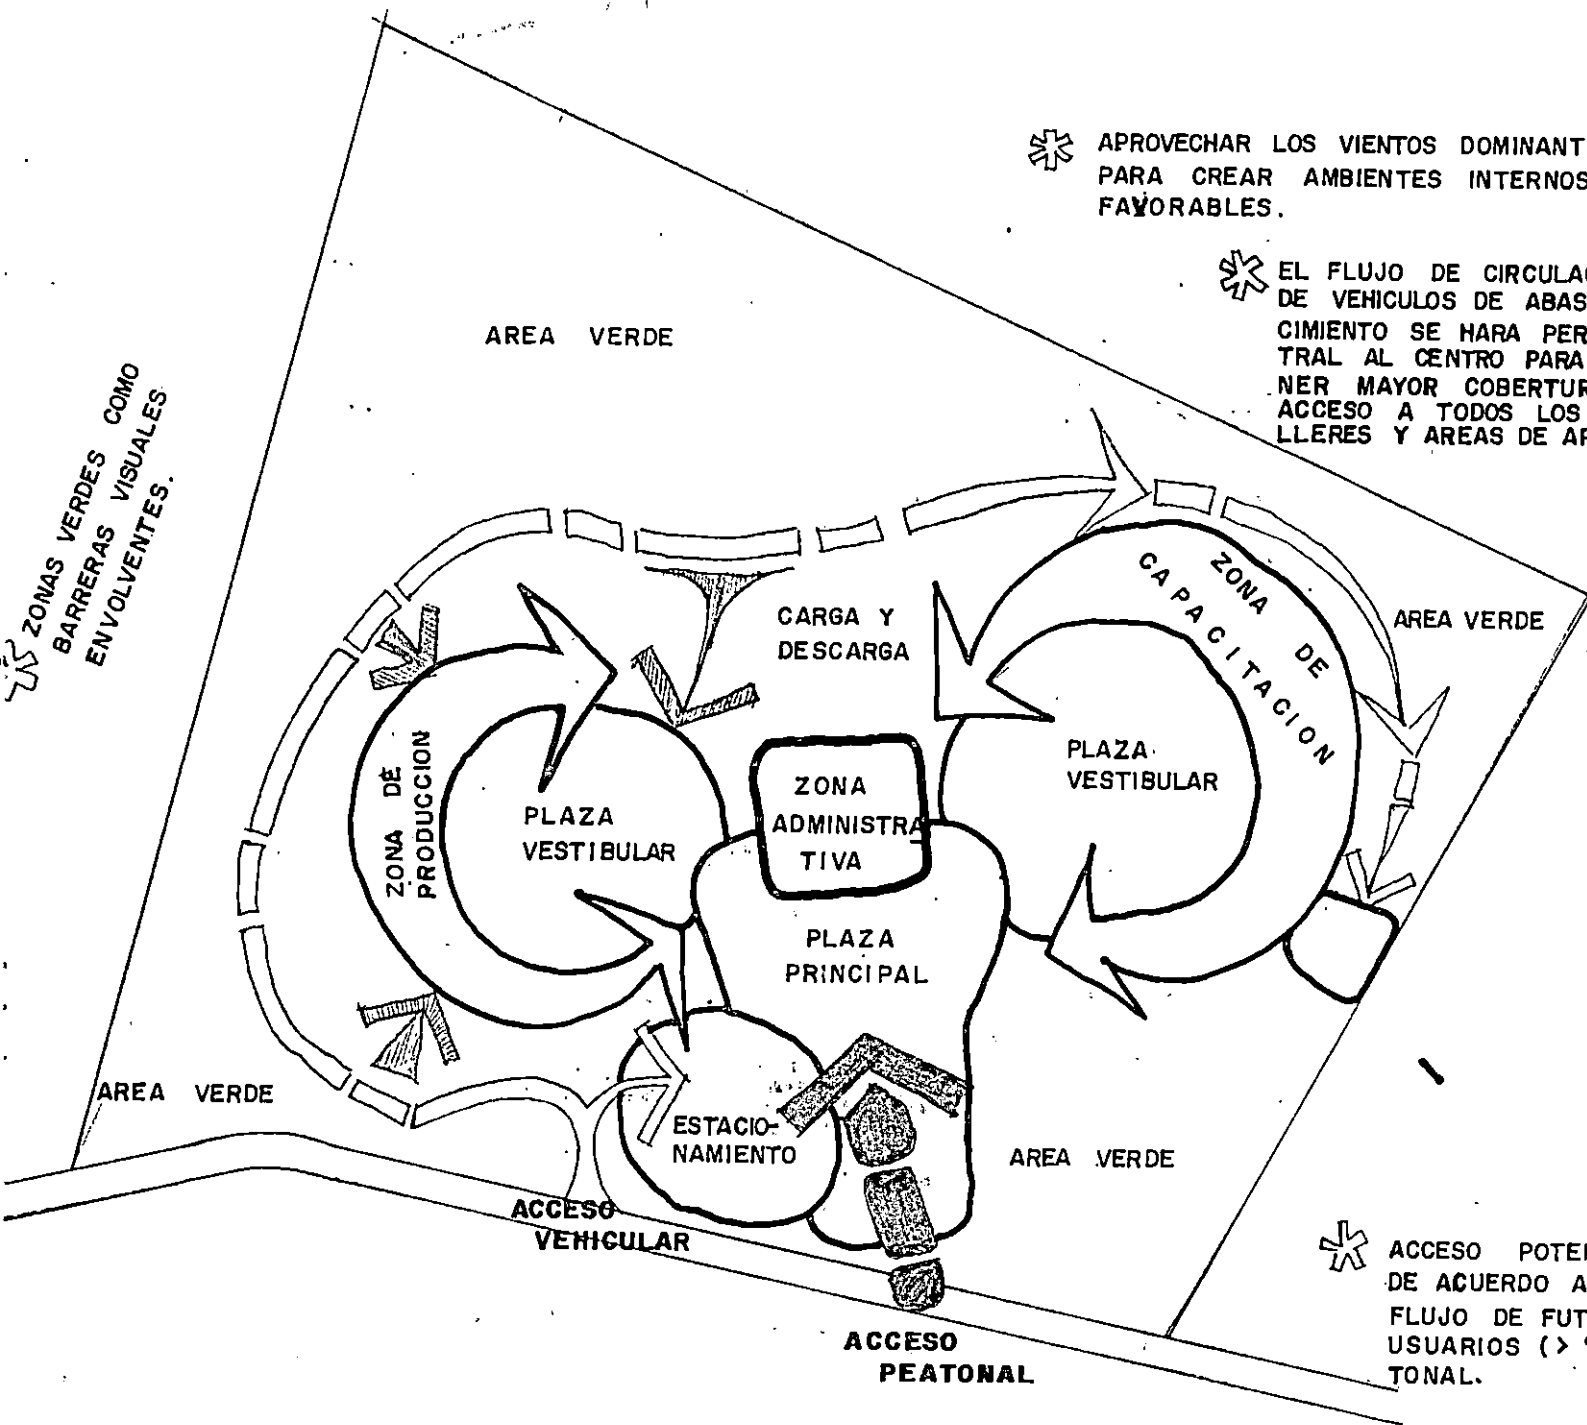 APROVECHAR LOS VIENTOS DOMINANT
PARA CREAR AMBIENTES INTERNOS
FAVORABLES.
EL FLUJO DE CIRCULAC
DE VEHICULOS DE ABAS
CIMIENTO SE HARA PER
TRAL AL CENTRO PARA
NER MAYOR COBERTUR
ACCESO A TODOS LOS
LLERES Y AREAS DE AP
AREA VERDE
ZONAS VERDES COMO
BARRERAS VISUALES
ENVOLVENTES.
CARGA Y
DESCARGA
ZONA DE
CAPACITACION
AREA VERDE
ZONA DE
PRODUCCION
PLAZA
VESTIBULAR
ZONA
ADMINISTRA
TIVA
PLAZA
VESTIBULAR
PLAZA
PRINCIPAL
AREA VERDE
ESTACIO-
NAMIENTO
AREA VERDE
ACCESO
VEHICULAR
ACCESO
PEATONAL
ACCESO POTE
DE ACUERDO A
FLUJO DE FUT
USUARIOS (>
TONAL.